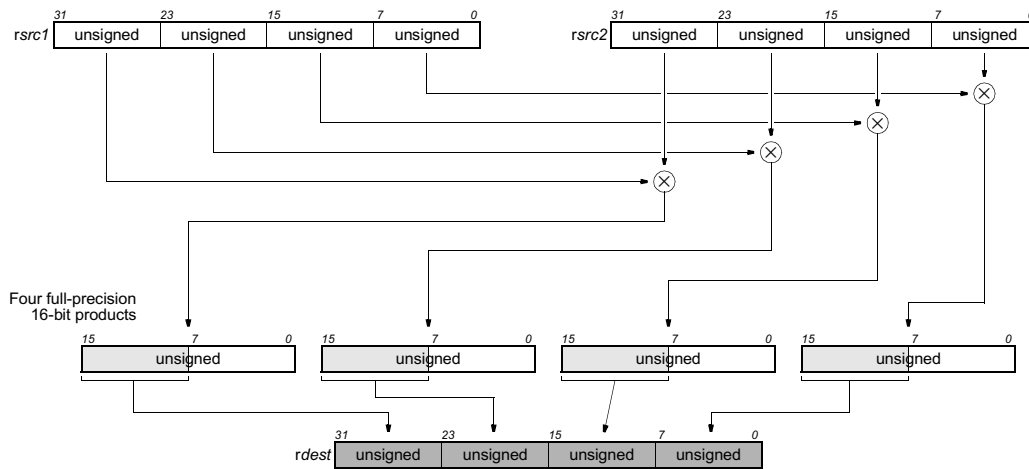 31 23 15 7 0 31 23 15 7 0
rsrc1 unsigned unsigned unsigned unsigned rsrc2 unsigned unsigned unsigned unsigned
Four full-precision
16-bit products
15 7 0 15 7 0 15 7 0 15 7 0
unsigned unsigned unsigned unsigned
31 23 15 7 0
rdest unsigned unsigned unsigned unsigned